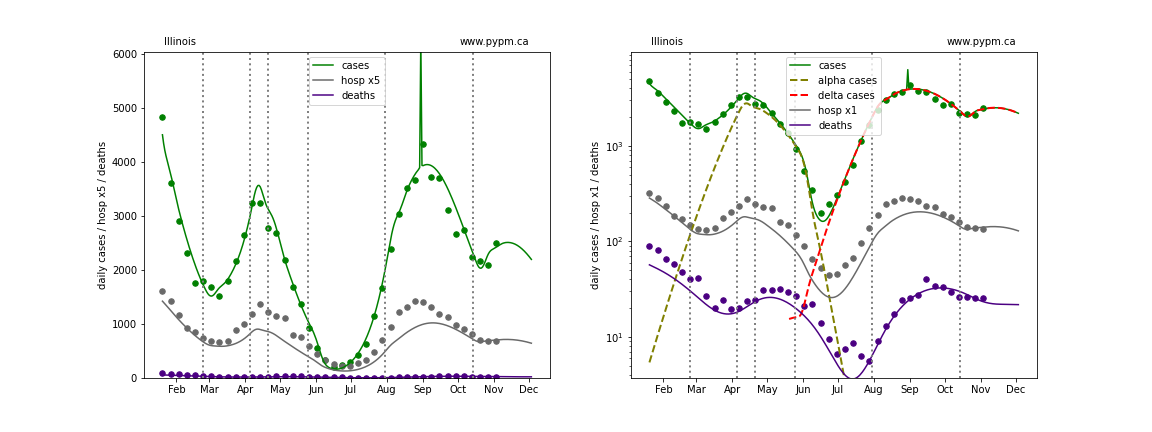 Illinois www.pypm.ca
daily cases / hosp x5 / deaths
6000
5000
4000
3000
2000
1000
0
cases
hosp x5
deaths
Feb Mar Apr May Jun Jul Aug Sep Oct Nov Dec
Illinois www.pypm.ca
daily cases / hosp x1 / deaths
10³
10²
10¹
cases
alpha cases
delta cases
hosp x1
deaths
Feb Mar Apr May Jun Jul Aug Sep Oct Nov Dec